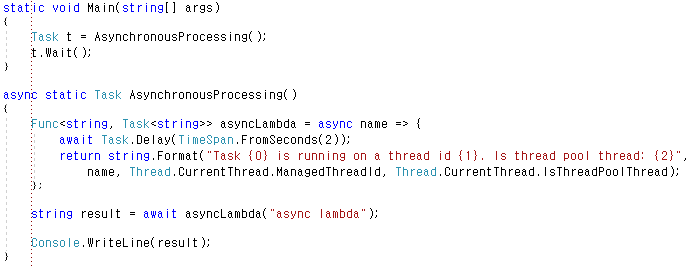 static void Main(string[] args)
{
    Task t = AsynchronousProcessing();
    t.Wait();
}

async static Task AsynchronousProcessing()
{
    Func<string, Task<string>> asyncLambda = async name => {
        await Task.Delay(TimeSpan.FromSeconds(2));
        return string.Format("Task {0} is running on a thread id {1}. Is thread pool thread: {2}",
            name, Thread.CurrentThread.ManagedThreadId, Thread.CurrentThread.IsThreadPoolThread);
    };

    string result = await asyncLambda("async lambda");

    Console.WriteLine(result);
}